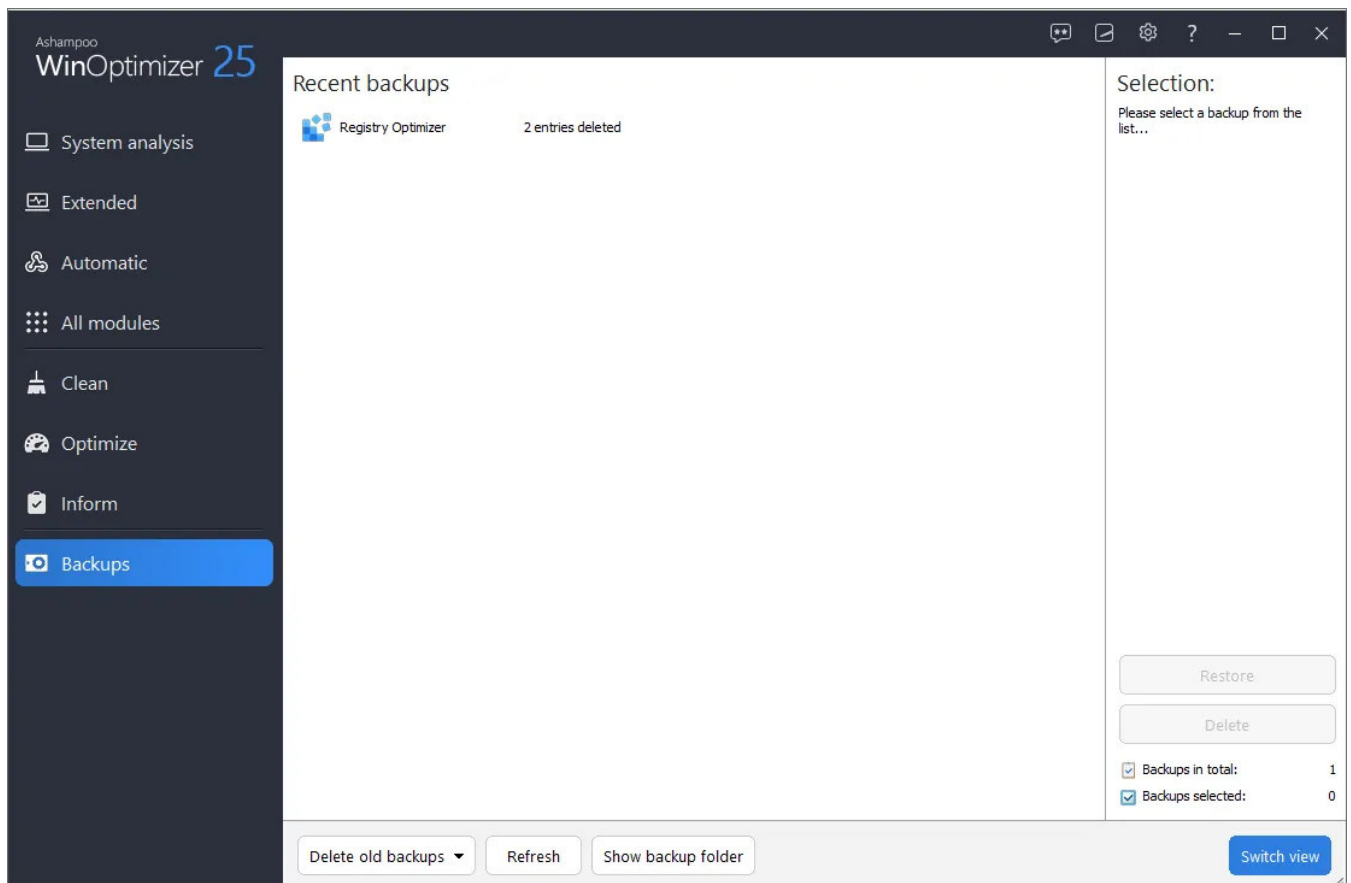 Ashampoo
WinOptimizer 25
System analysis
Extended
Automatic
All modules
Clean
Optimize
Inform
Backups
Recent backups
Registry Optimizer 2 entries deleted
?
Selection:
Please select a backup from the
list...
Restore
Delete
Backups in total: 1
Backups selected: 0
Delete old backups
Refresh
Show backup folder
Switch view